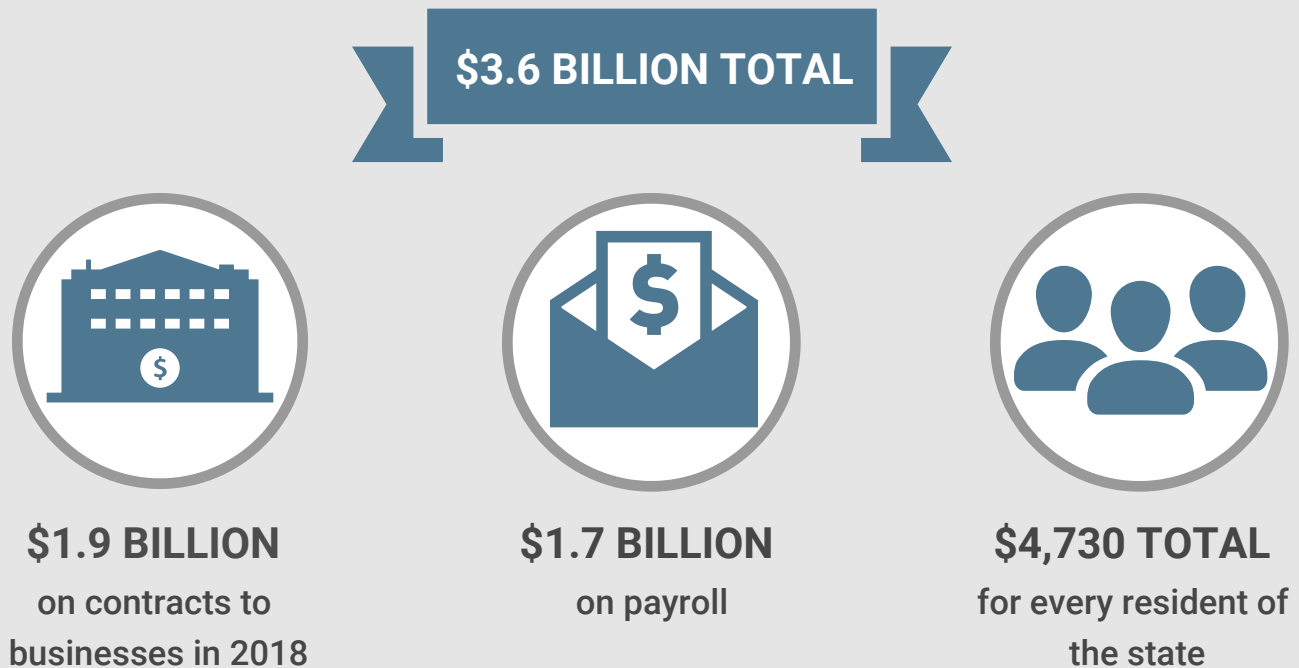 $3.6 BILLION TOTAL
$
$
$1.9 BILLION
on contracts to
businesses in 2018
$1.7 BILLION
on payroll
$4,730 TOTAL
for every resident of
the state